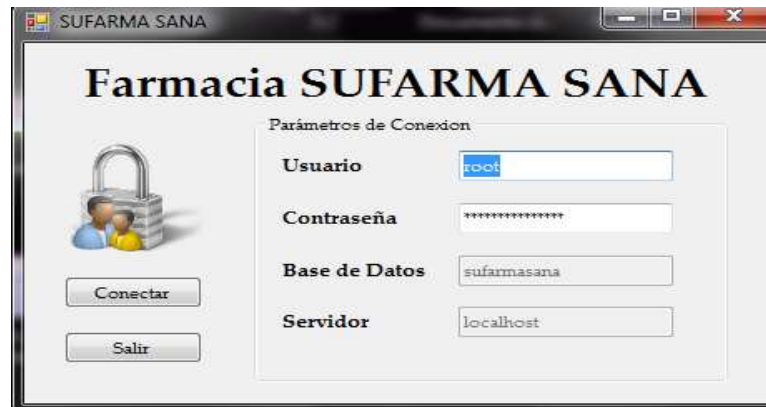 SUFARMA SANA
Farmacia SUFARMA SANA
Parámetros de Conexion
Usuario
root
Contraseña
***************
Base de Datos
sufarmasana
Servidor
localhost
Conectar
Salir